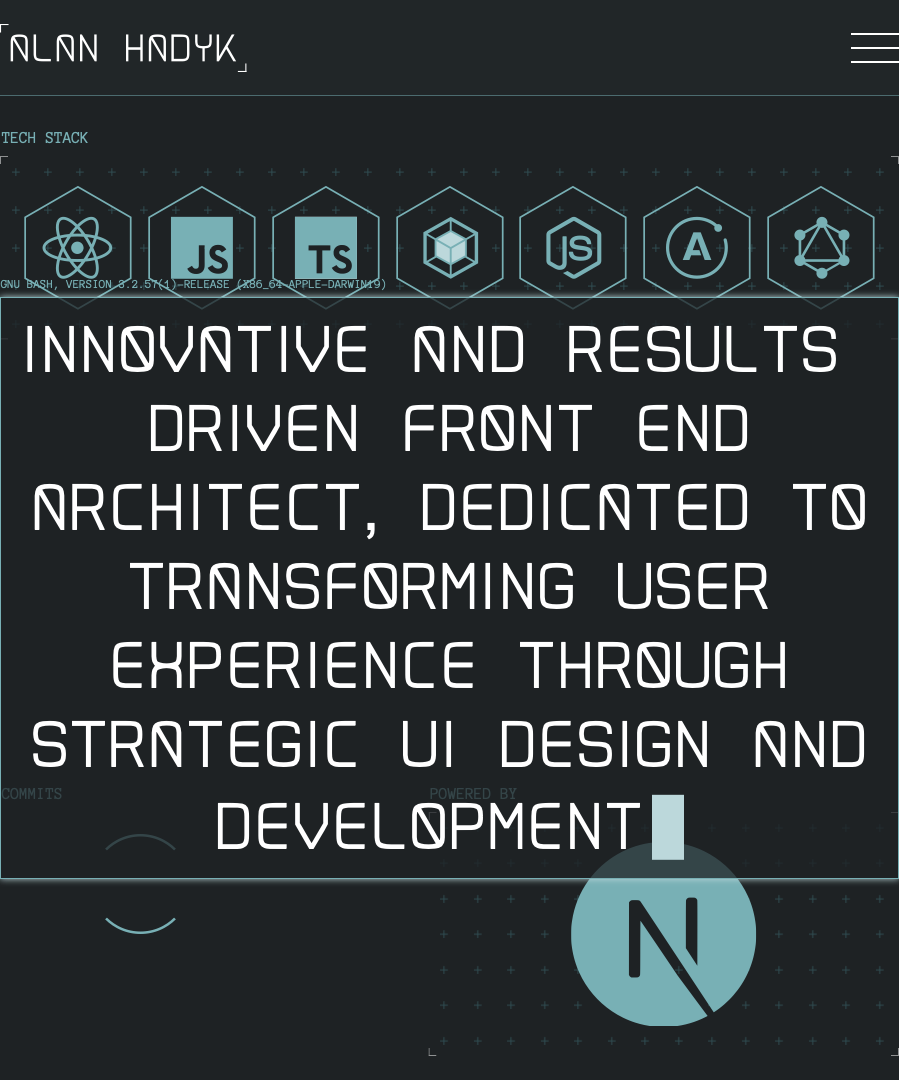 ALAN HADYK
TECH STACK
JS
TS
JS
A
GNU BASH, VERSION 3.2.57(1)-RELEASE (X86_64-APPLE-DARWIN19)
INNOVATIVE AND RESULTS
DRIVEN FRONT END
ARCHITECT, DEDICATED TO
TRANSFORMING USER
EXPERIENCE THROUGH
STRATEGIC UI DESIGN AND
DEVELOPMENT
COMMITS
POWERED BY
N